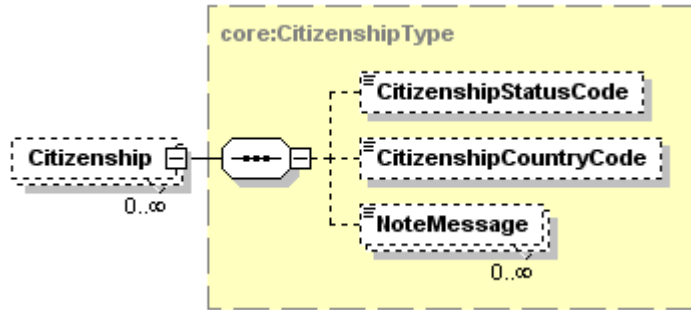 core:CitizenshipType
CitizenshipStatusCode
Citizenship
CitizenshipCountryCode
0..∞
NoteMessage
0..∞